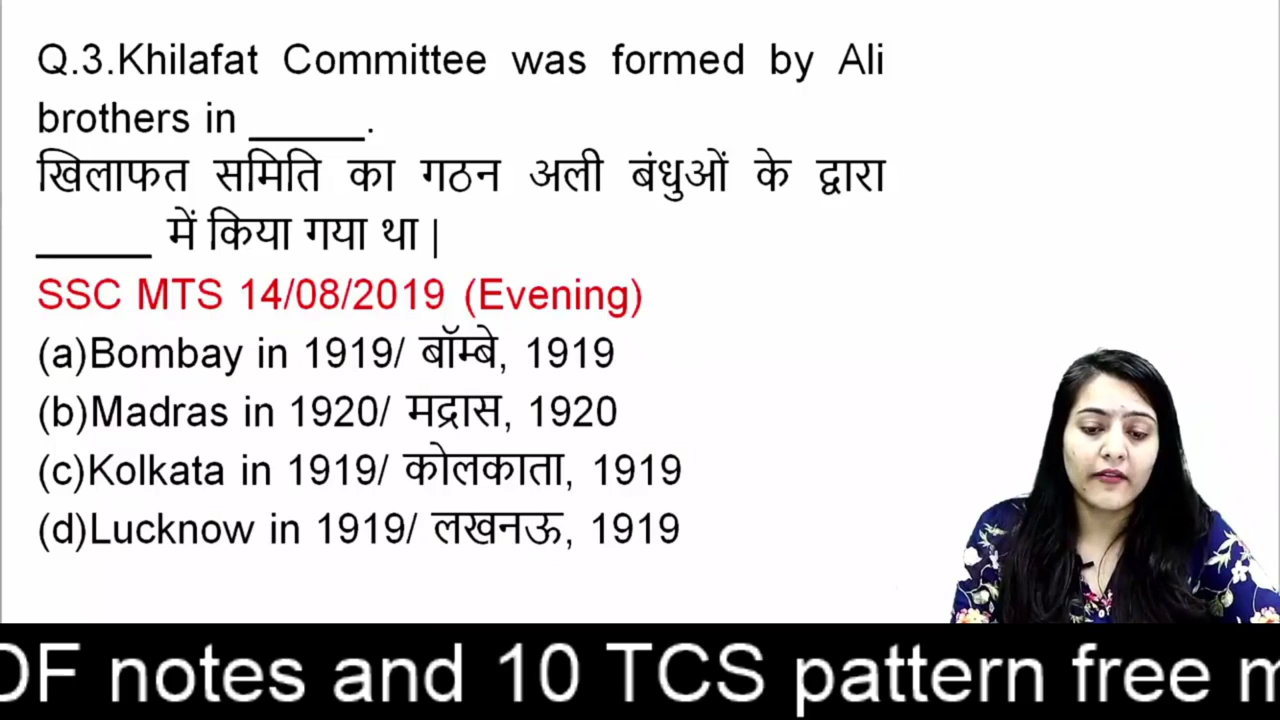 Q.3.Khilafat Committee was formed by Ali
brothers in _____.
खिलाफत समिति का गठन अली बंधुओं के द्वारा
_____ में किया गया था |
SSC MTS 14/08/2019 (Evening)
(a)Bombay in 1919/ बॉम्बे, 1919
(b)Madras in 1920/ मद्रास, 1920
(c)Kolkata in 1919/ कोलकाता, 1919
(d)Lucknow in 1919/ लखनऊ, 1919
DF notes and 10 TCS pattern free m